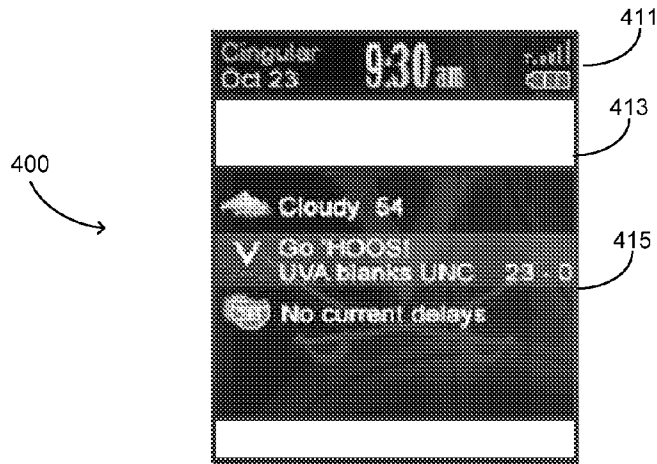 411
Cingular
9:30 am
Oct 23
413
400
Cloudy 54
V Go 'HOOS!
UVA blanks UNC 23 - 0
415
No current delays